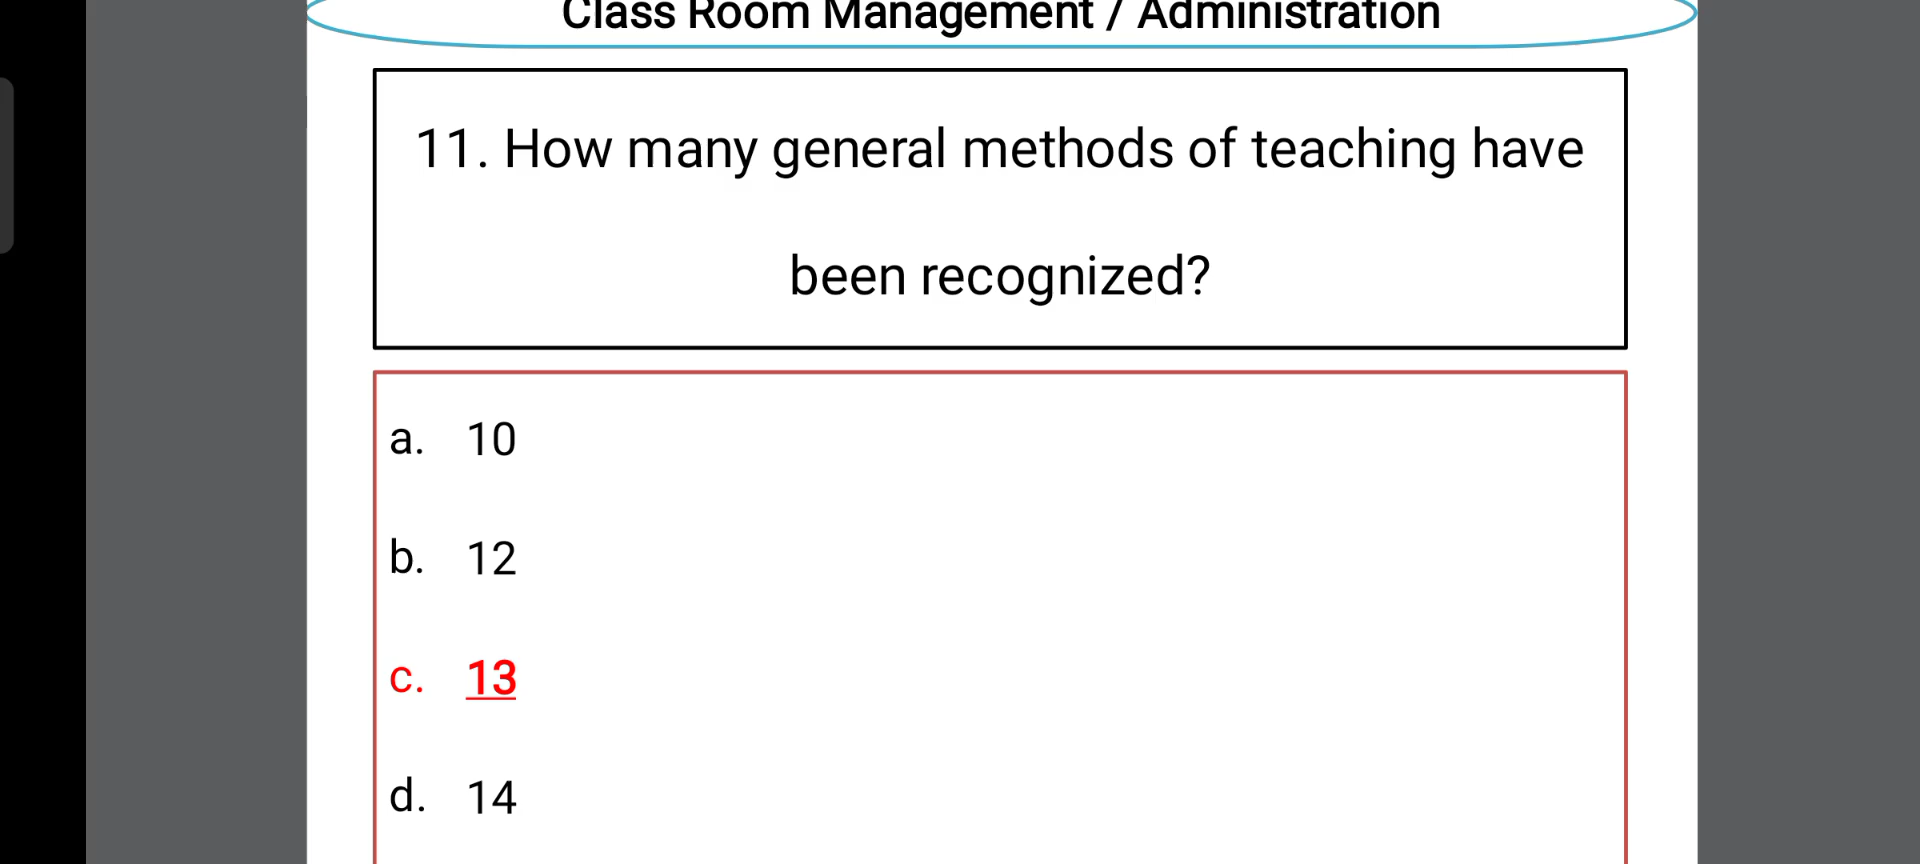 Class Room Management / Administration
11. How many general methods of teaching have
been recognized?
a. 10
b. 12
c. 13
d. 14